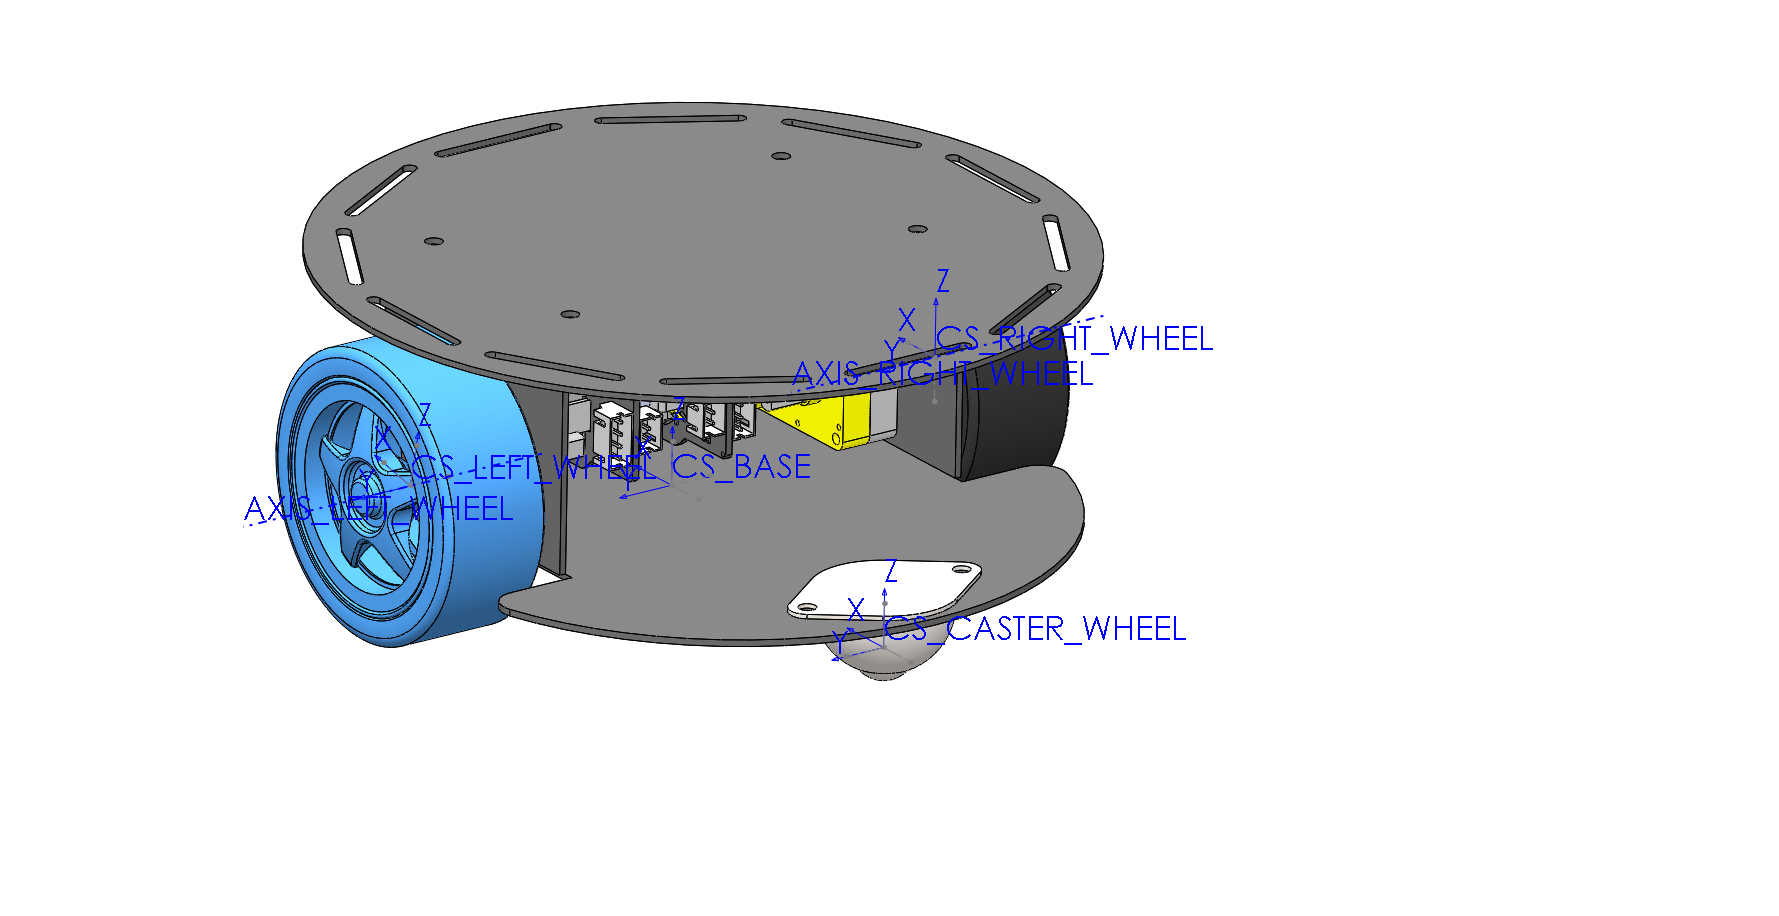 Z
X
CS_RIGHT_WHEEL
Y
AXIS_RIGHT_WHEEL
Z
Z
X
CS_LEFT_WHEEL
X
CS_BASE
Y
Y
AXIS_LEFT_WHEEL
Z
X
CS_CASTER_WHEEL
Y